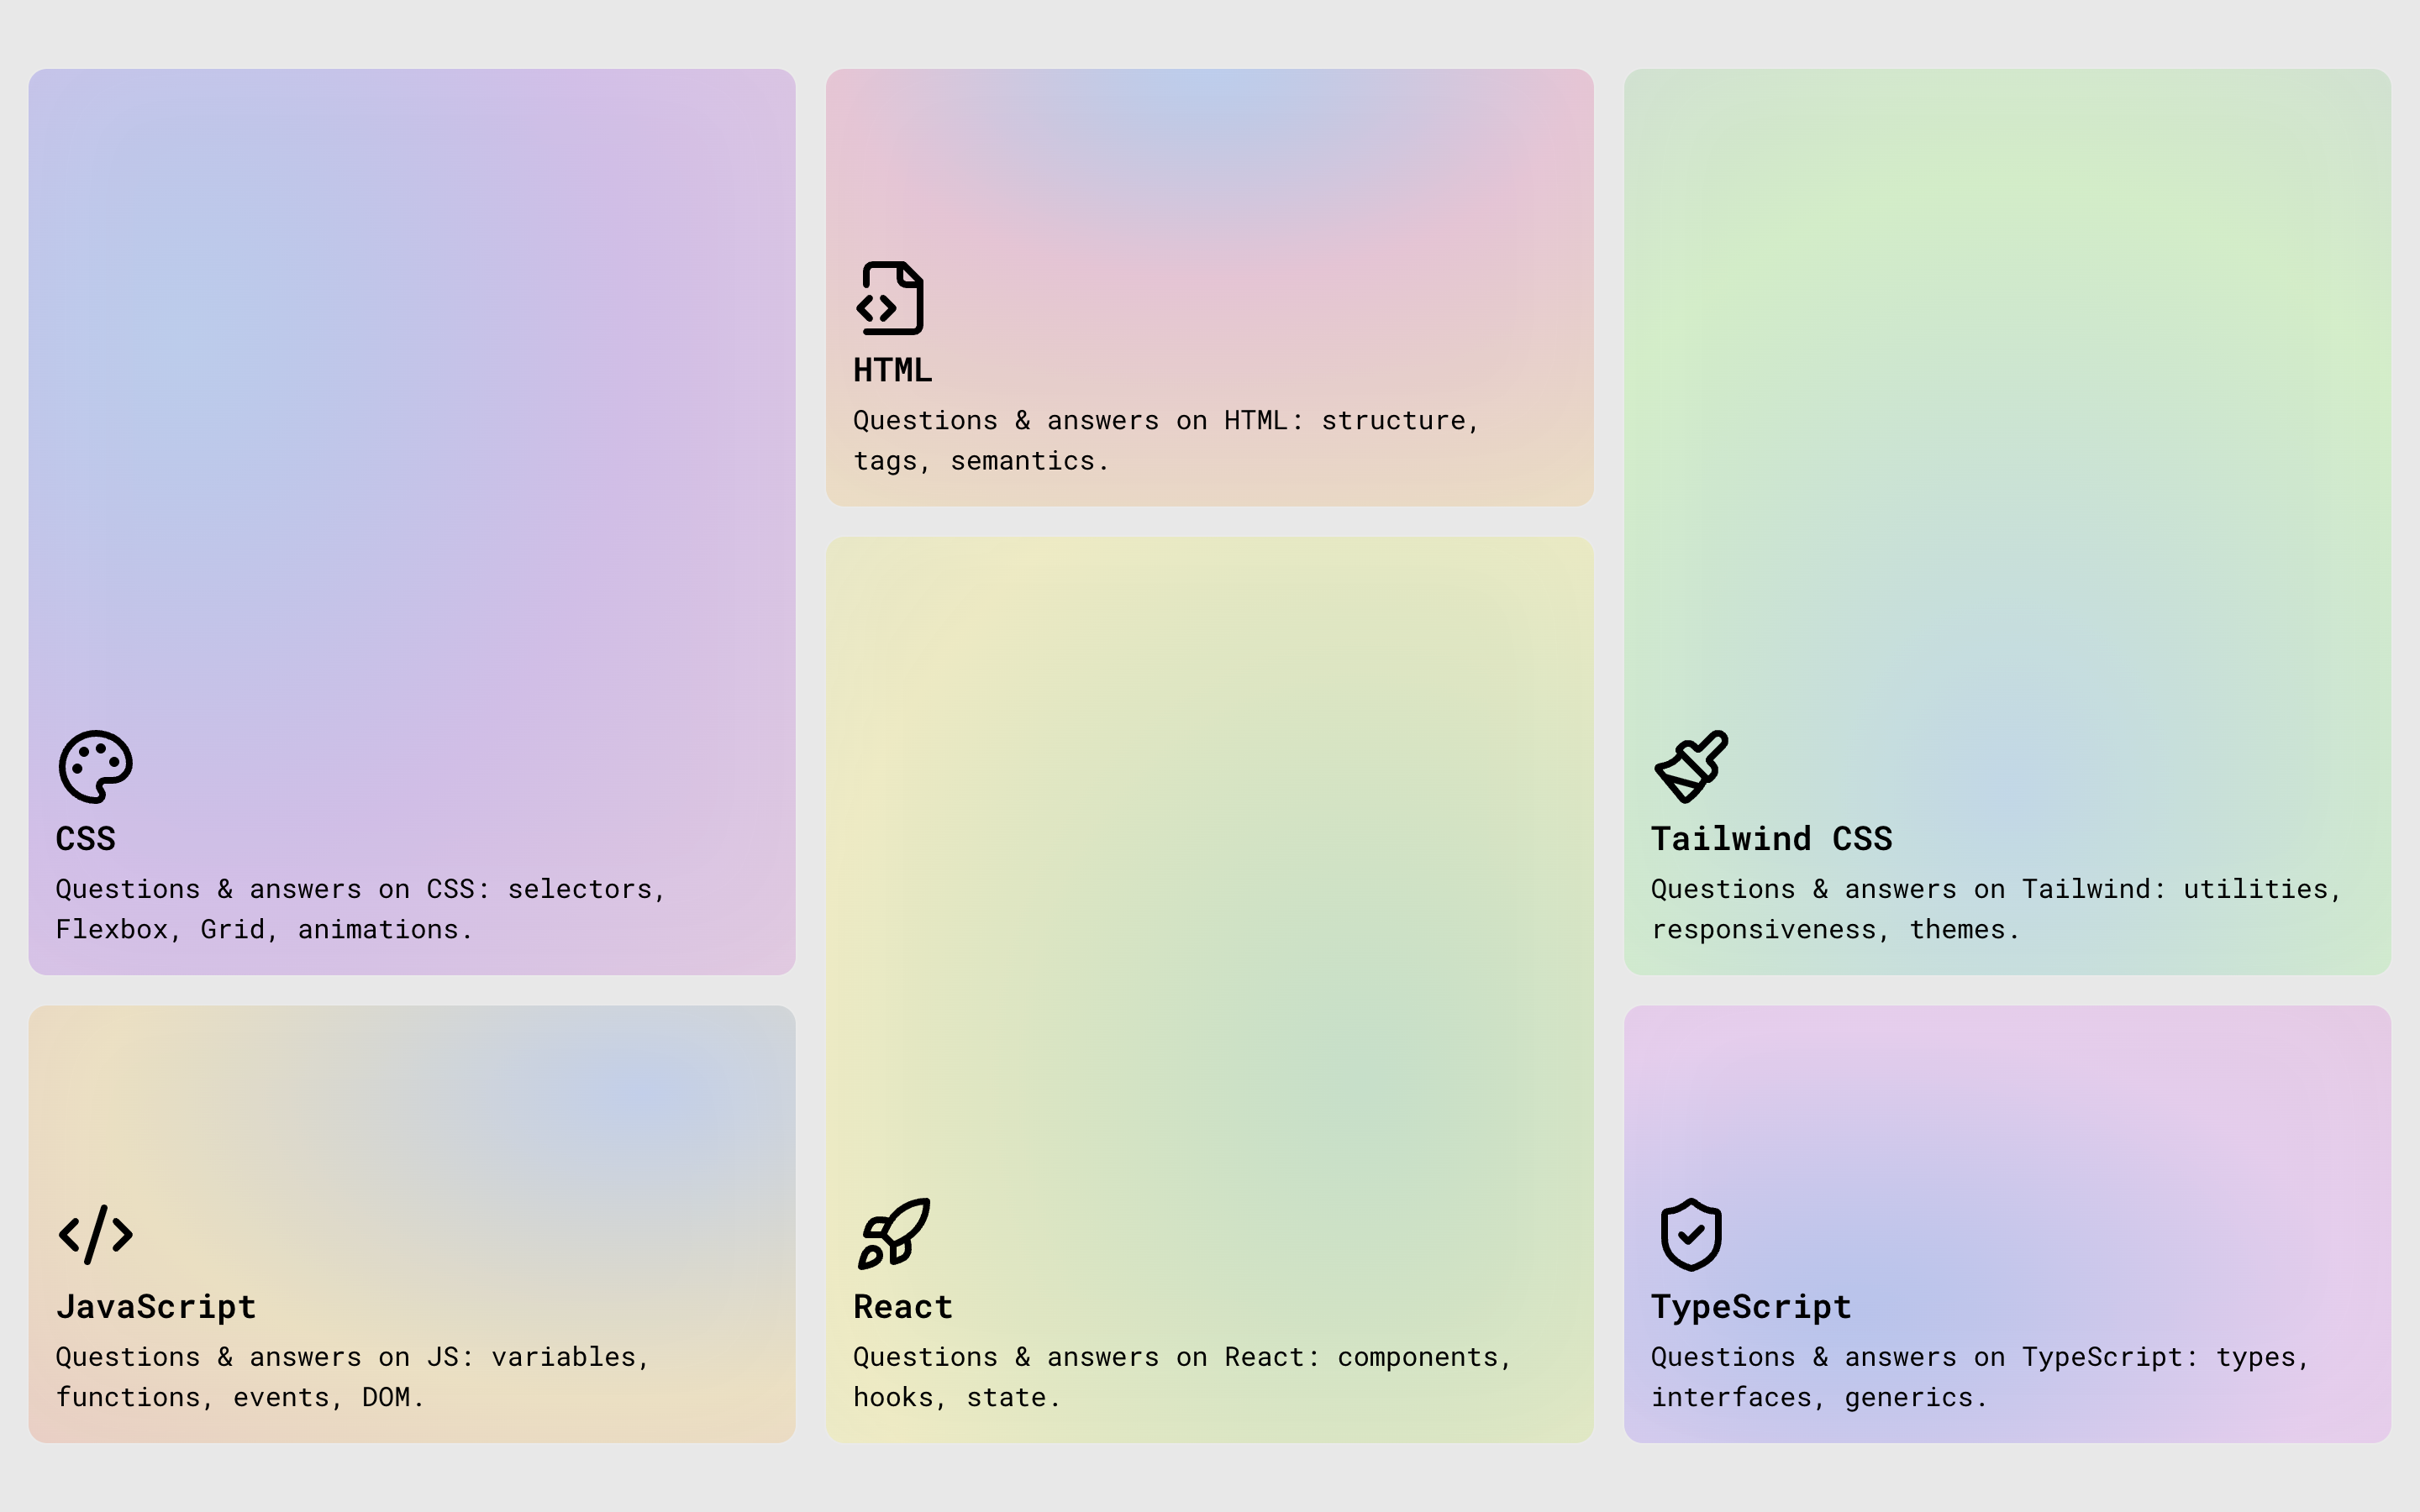 CSS
Questions & answers on CSS: selectors,
Flexbox, Grid, animations.
HTML
Questions & answers on HTML: structure,
tags, semantics.
Tailwind CSS
Questions & answers on Tailwind: utilities,
responsiveness, themes.
JavaScript
Questions & answers on JS: variables,
functions, events, DOM.
React
Questions & answers on React: components,
hooks, state.
TypeScript
Questions & answers on TypeScript: types,
interfaces, generics.